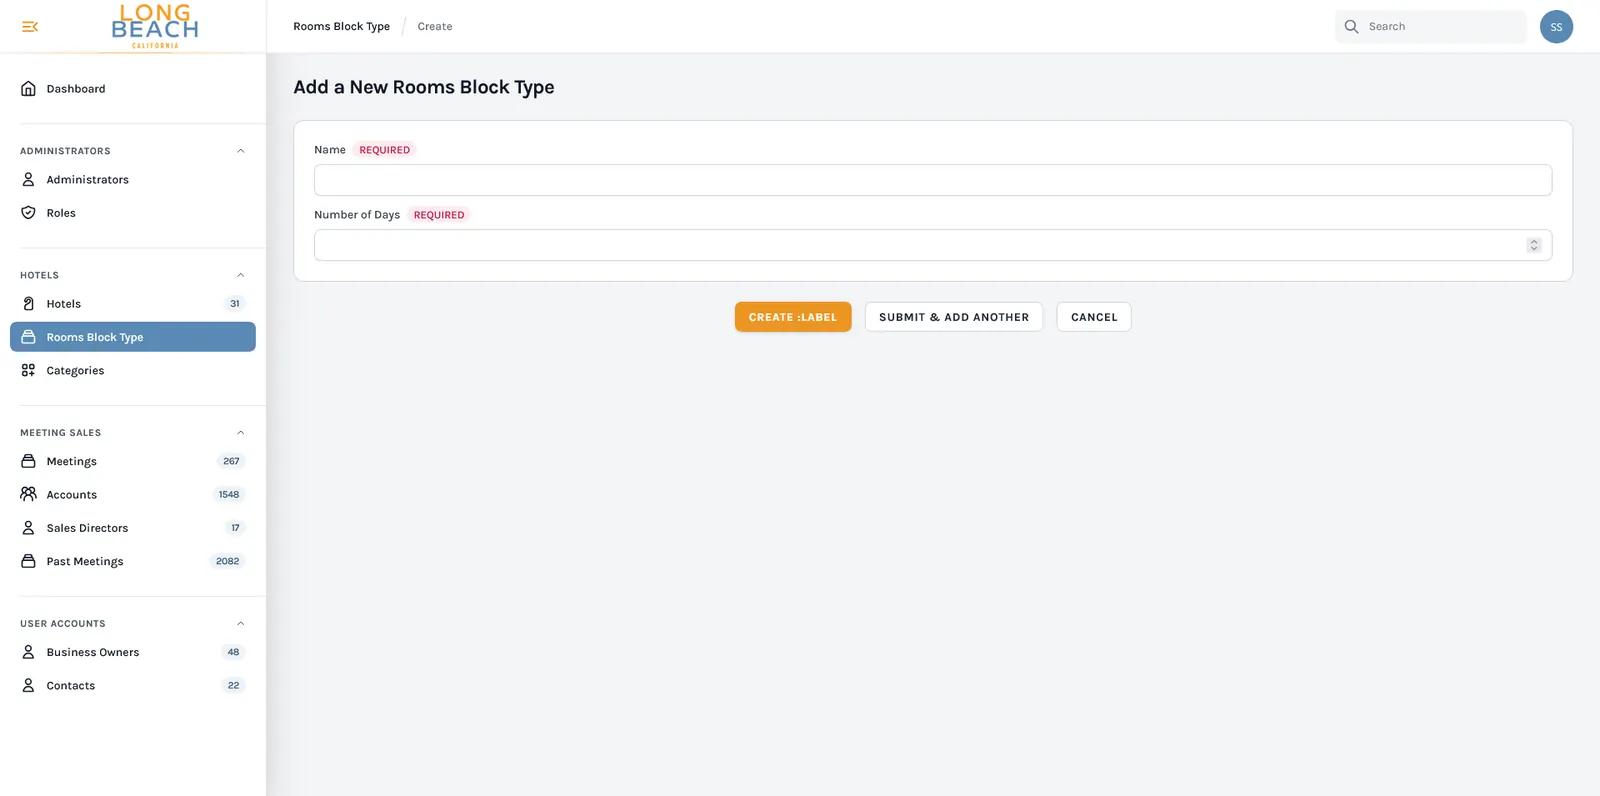 LONG
BEACH
CALIFORNIA
Rooms Block Type / Create
Search
SS
Dashboard
ADMINISTRATORS
Administrators
Roles
HOTELS
Hotels 31
Rooms Block Type
Categories
MEETING SALES
Meetings 267
Accounts 1548
Sales Directors 17
Past Meetings 2082
USER ACCOUNTS
Business Owners 48
Contacts 22
Add a New Rooms Block Type
Name REQUIRED
Number of Days REQUIRED
CREATE :LABEL
SUBMIT & ADD ANOTHER
CANCEL